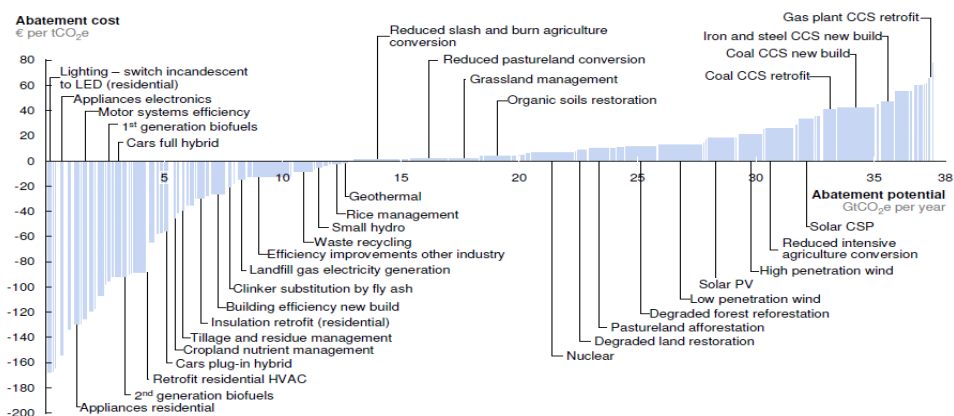 Abatement cost
€ per tCO2e
80
60
40
20
0
-20
-40
-60
-80
-100
-120
-140
-160
-180
-200
Lighting – switch incandescent
to LED (residential)
Appliances electronics
Motor systems efficiency
1st generation biofuels
Cars full hybrid
Reduced slash and burn agriculture
conversion
Reduced pastureland conversion
Grassland management
Organic soils restoration
Gas plant CCS retrofit
Iron and steel CCS new build
Coal CCS new build
Coal CCS retrofit
5
10
15
20
25
30
35
38
Abatement potential
GtCO2e per year
Geothermal
Rice management
Small hydro
Waste recycling
Efficiency improvements other industry
Landfill gas electricity generation
Clinker substitution by fly ash
Building efficiency new build
Insulation retrofit (residential)
Tillage and residue management
Cropland nutrient management
Cars plug-in hybrid
Retrofit residential HVAC
2nd generation biofuels
Appliances residential
Solar CSP
Reduced intensive
agriculture conversion
High penetration wind
Solar PV
Low penetration wind
Degraded forest reforestation
Pastureland afforestation
Degraded land restoration
Nuclear